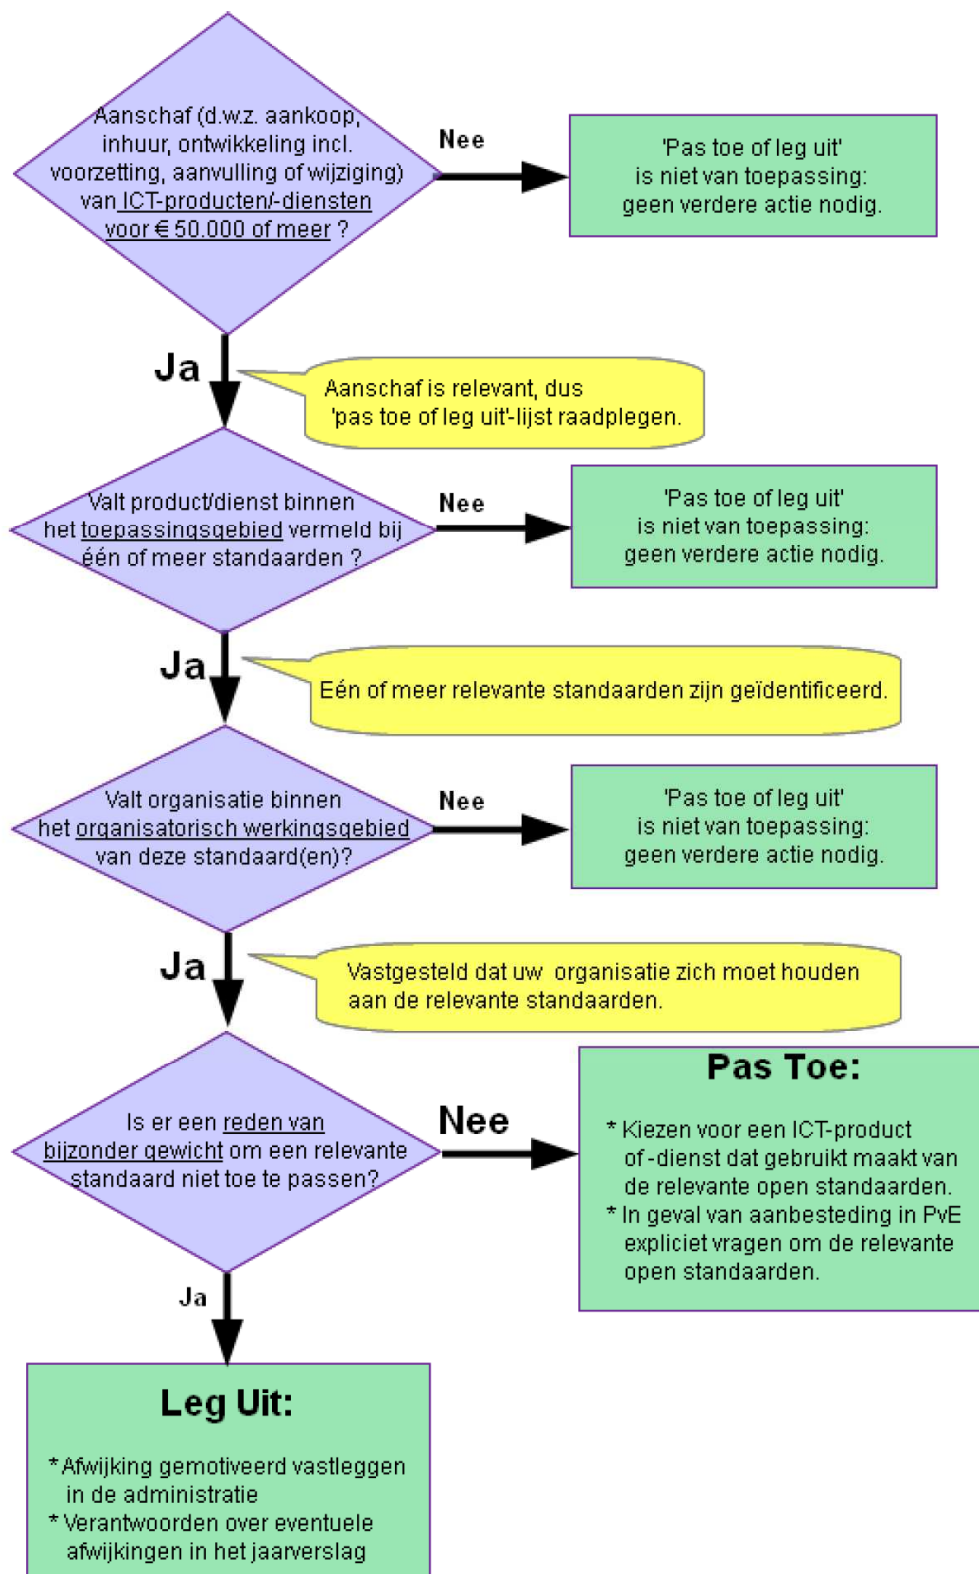 Aanschaf (d.w.z. aankoop,
inhuur, ontwikkeling incl.
voorzetting, aanvulling of wijziging)
van ICT-producten/-diensten
voor € 50.000 of meer ?
Nee
'Pas toe of leg uit'
is niet van toepassing:
geen verdere actie nodig.
Ja
Aanschaf is relevant, dus
'pas toe of leg uit'-lijst raadplegen.
Valt product/dienst binnen
het toepassingsgebied vermeld bij
één of meer standaarden ?
Nee
'Pas toe of leg uit'
is niet van toepassing:
geen verdere actie nodig.
Ja
Eén of meer relevante standaarden zijn geïdentificeerd.
Valt organisatie binnen
het organisatorisch werkingsgebied
van deze standaard(en)?
Nee
'Pas toe of leg uit'
is niet van toepassing:
geen verdere actie nodig.
Ja
Vastgesteld dat uw organisatie zich moet houden
aan de relevante standaarden.
Is er een reden van
bijzonder gewicht om een relevante
standaard niet toe te passen?
Nee
Pas Toe:
* Kiezen voor een ICT-product
of -dienst dat gebruikt maakt van
de relevante open standaarden.
* In geval van aanbesteding in PvE
expliciet vragen om de relevante
open standaarden.
Ja
Leg Uit:
* Afwijking gemotiveerd vastleggen
in de administratie
* Verantwoorden over eventuele
afwijkingen in het jaarverslag